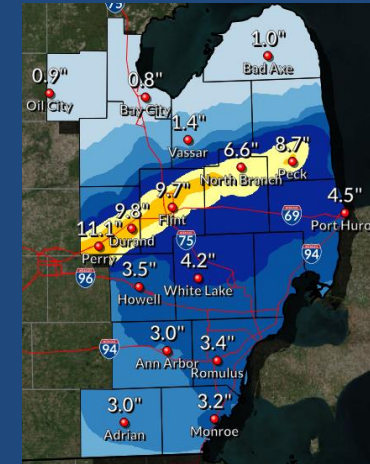 75
1.0"
Bad Axe
0.9"
Oil City
0.8"
Bay City
1.4"
Vassar
6.6"
North Branch
8.7"
Peck
9.7"
Flint
9.8"
Durand
11.1"
Perry
4.5"
Port Huro
69
75
94
96
3.5"
Howell
4.2"
White Lake
94
3.0"
Ann Arbor
3.4"
Romulus
3.0"
Adrian
3.2"
Monroe